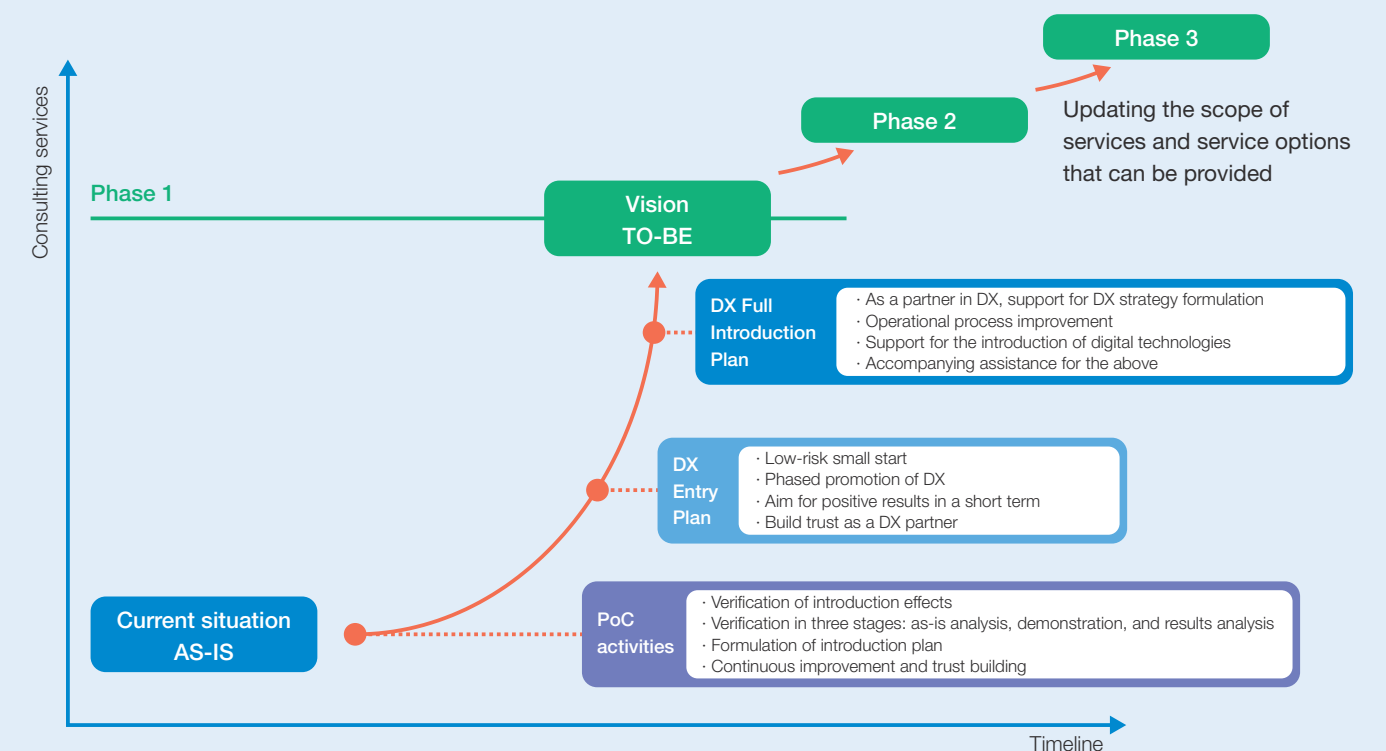 Phase 3
Phase 2
Updating the scope of
services and service options
that can be provided
Consulting services
Phase 1
Vision
TO-BE
DX Full
Introduction
Plan
· As a partner in DX, support for DX strategy formulation
· Operational process improvement
· Support for the introduction of digital technologies
· Accompanying assistance for the above
DX
Entry
Plan
· Low-risk small start
· Phased promotion of DX
· Aim for positive results in a short term
· Build trust as a DX partner
Current situation
AS-IS
PoC
activities
· Verification of introduction effects
· Verification in three stages: as-is analysis, demonstration, and results analysis
· Formulation of introduction plan
· Continuous improvement and trust building
Timeline